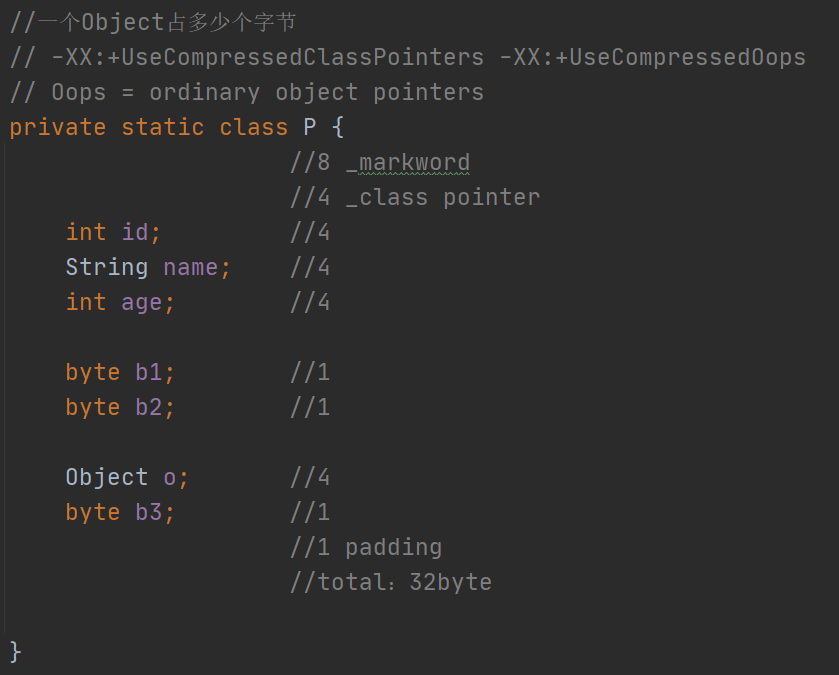 //一个Object占多少个字节
// -XX:+UseCompressedClassPointers -XX:+UseCompressedOops
// Oops = ordinary object pointers
private static class P {
//8 _markword
//4 _class pointer
int id; //4
String name; //4
int age; //4
byte b1; //1
byte b2; //1
Object o; //4
byte b3; //1
//1 padding
//total：32byte
}